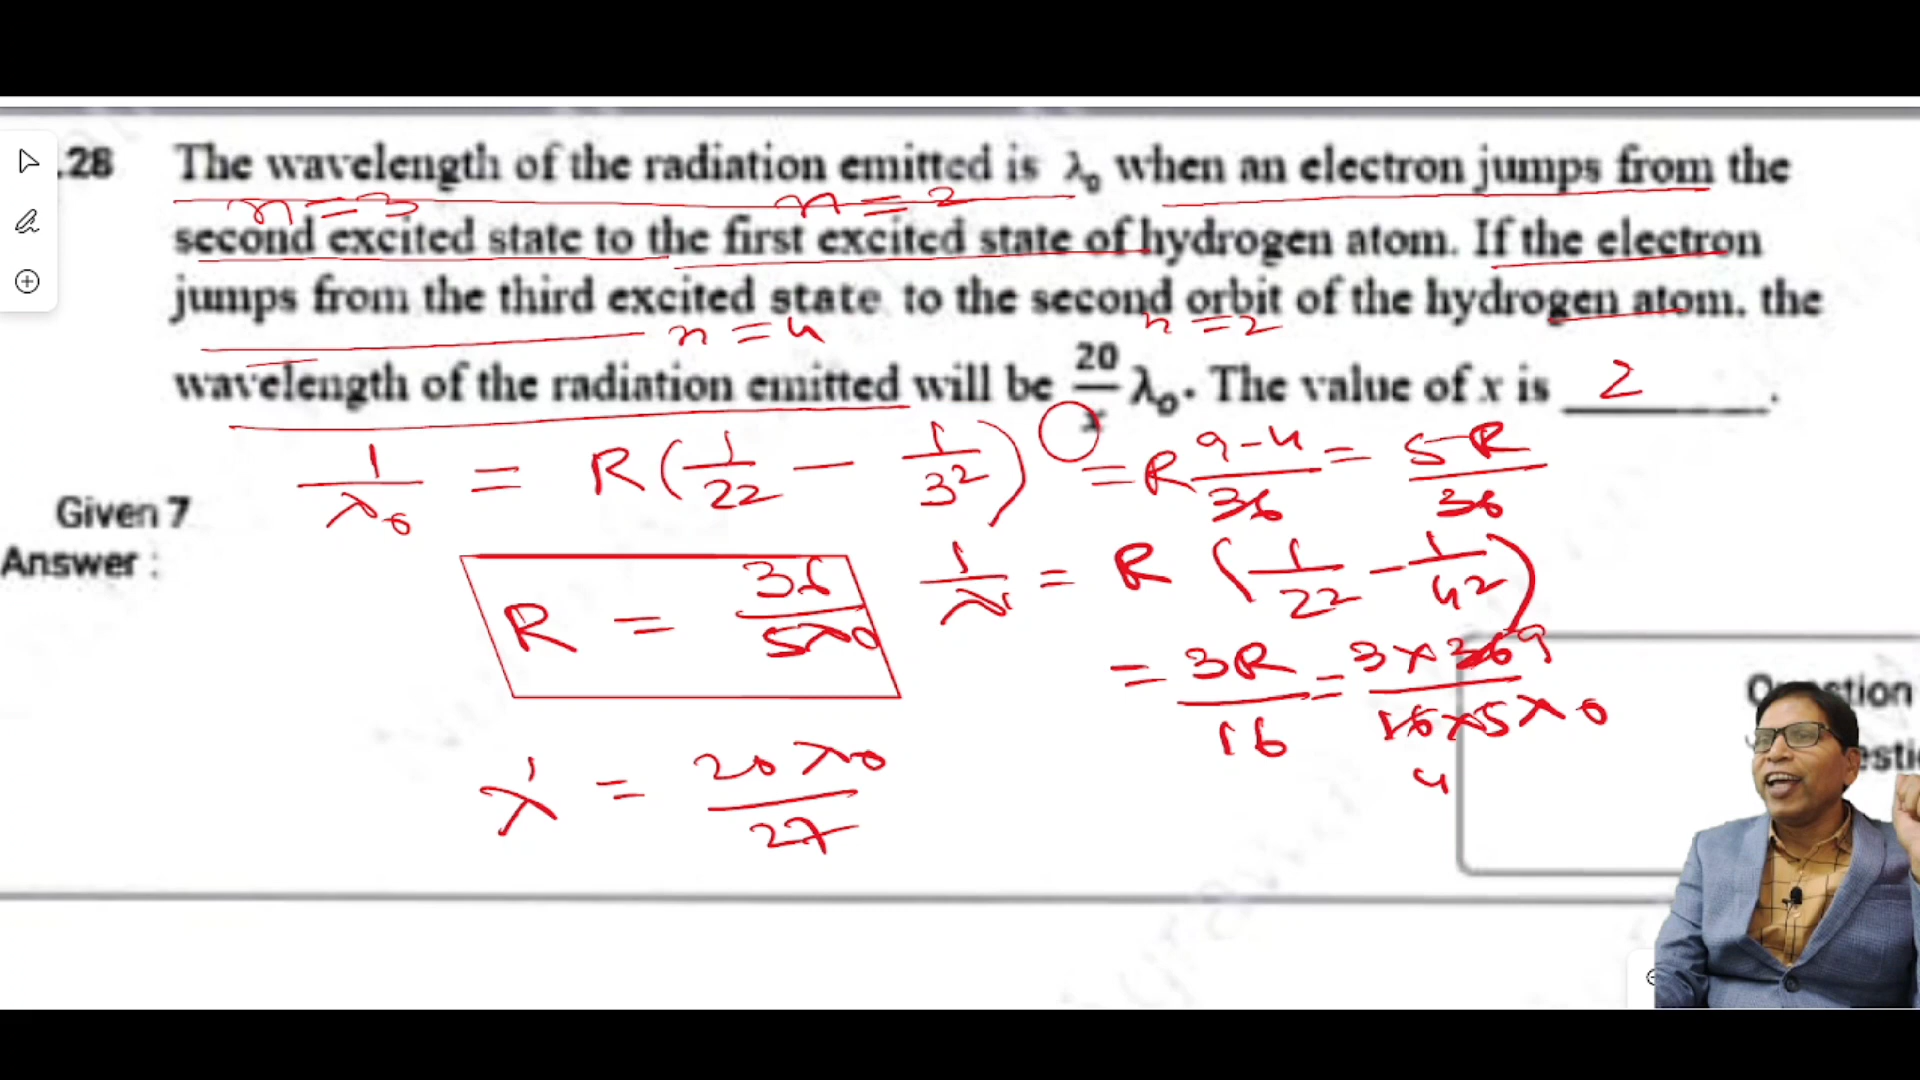 .28 The wavelength of the radiation emitted is λ₀ when an electron jumps from the
n = 3 n = 2
second excited state to the first excited state of hydrogen atom. If the electron
jumps from the third excited state to the second orbit of the hydrogen atom, the
n = 4 n = 2
wavelength of the radiation emitted will be 20/x λ₀. The value of x is 2 .
1/λ₀ = R(1/2² − 1/3²) = R 9-4/36 = 5R/36
Given 7
Answer :
R = 36/5λ₀
1/λ' = R (1/2² − 1/4²)
= 3R/16 = 3×36 9/16×5λ₀
4
λ' = 20λ₀/27